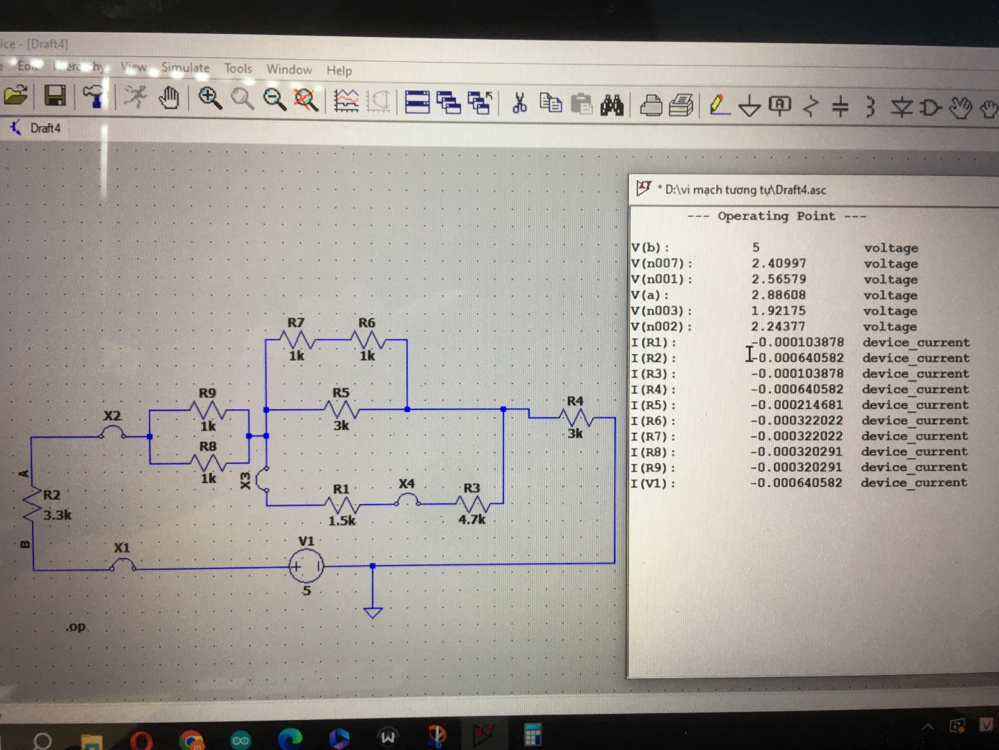 ice - [Draft4]
Edit Hierarchy View Simulate Tools Window Help
Draft4
* D:\vi mạch tương tự\Draft4.asc
--- Operating Point ---
V(b): 5 voltage
V(n007): 2.40997 voltage
V(n001): 2.56579 voltage
V(a): 2.88608 voltage
V(n003): 1.92175 voltage
V(n002): 2.24377 voltage
I(R1): -0.000103878 device_current
I(R2): -0.000640582 device_current
I(R3): -0.000103878 device_current
I(R4): -0.000640582 device_current
I(R5): -0.000214681 device_current
I(R6): -0.000322022 device_current
I(R7): -0.000322022 device_current
I(R8): -0.000320291 device_current
I(R9): -0.000320291 device_current
I(V1): -0.000640582 device_current
R7 R6
1k 1k
R9 R5 R4
X2 1k 3k 3k
R8
1k
A X3 R1 X4 R3
R2
3.3k 1.5k 4.7k
B X1 V1
5
.op